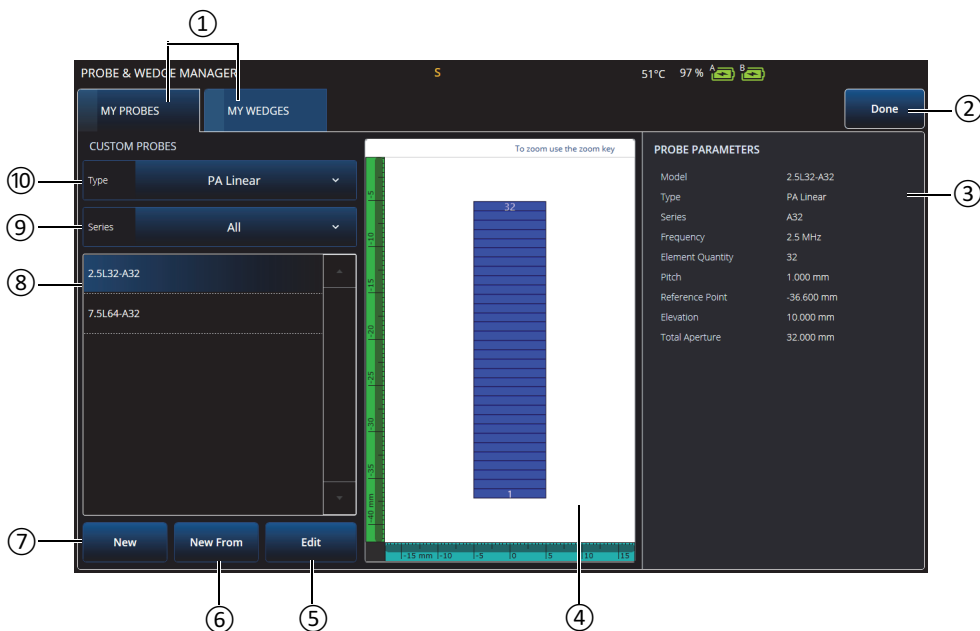 ①
PROBE & WEDGE MANAGER S 51°C 97 % A B
MY PROBES MY WEDGES Done ②
CUSTOM PROBES To zoom use the zoom key PROBE PARAMETERS
⑩ Type PA Linear
Model 2.5L32-A32
③ Type PA Linear
⑨ Series All
Series A32
Frequency 2.5 MHz
⑧ 2.5L32-A32
Element Quantity 32
Pitch 1.000 mm
7.5L64-A32
Reference Point -36.600 mm
Elevation 10.000 mm
Total Aperture 32.000 mm
32
1
-5
-10
-15
-20
-25
-30
-35
-40 mm
-15 mm -10 -5 0 5 10 15
⑦ New New From Edit
⑥ ⑤ ④